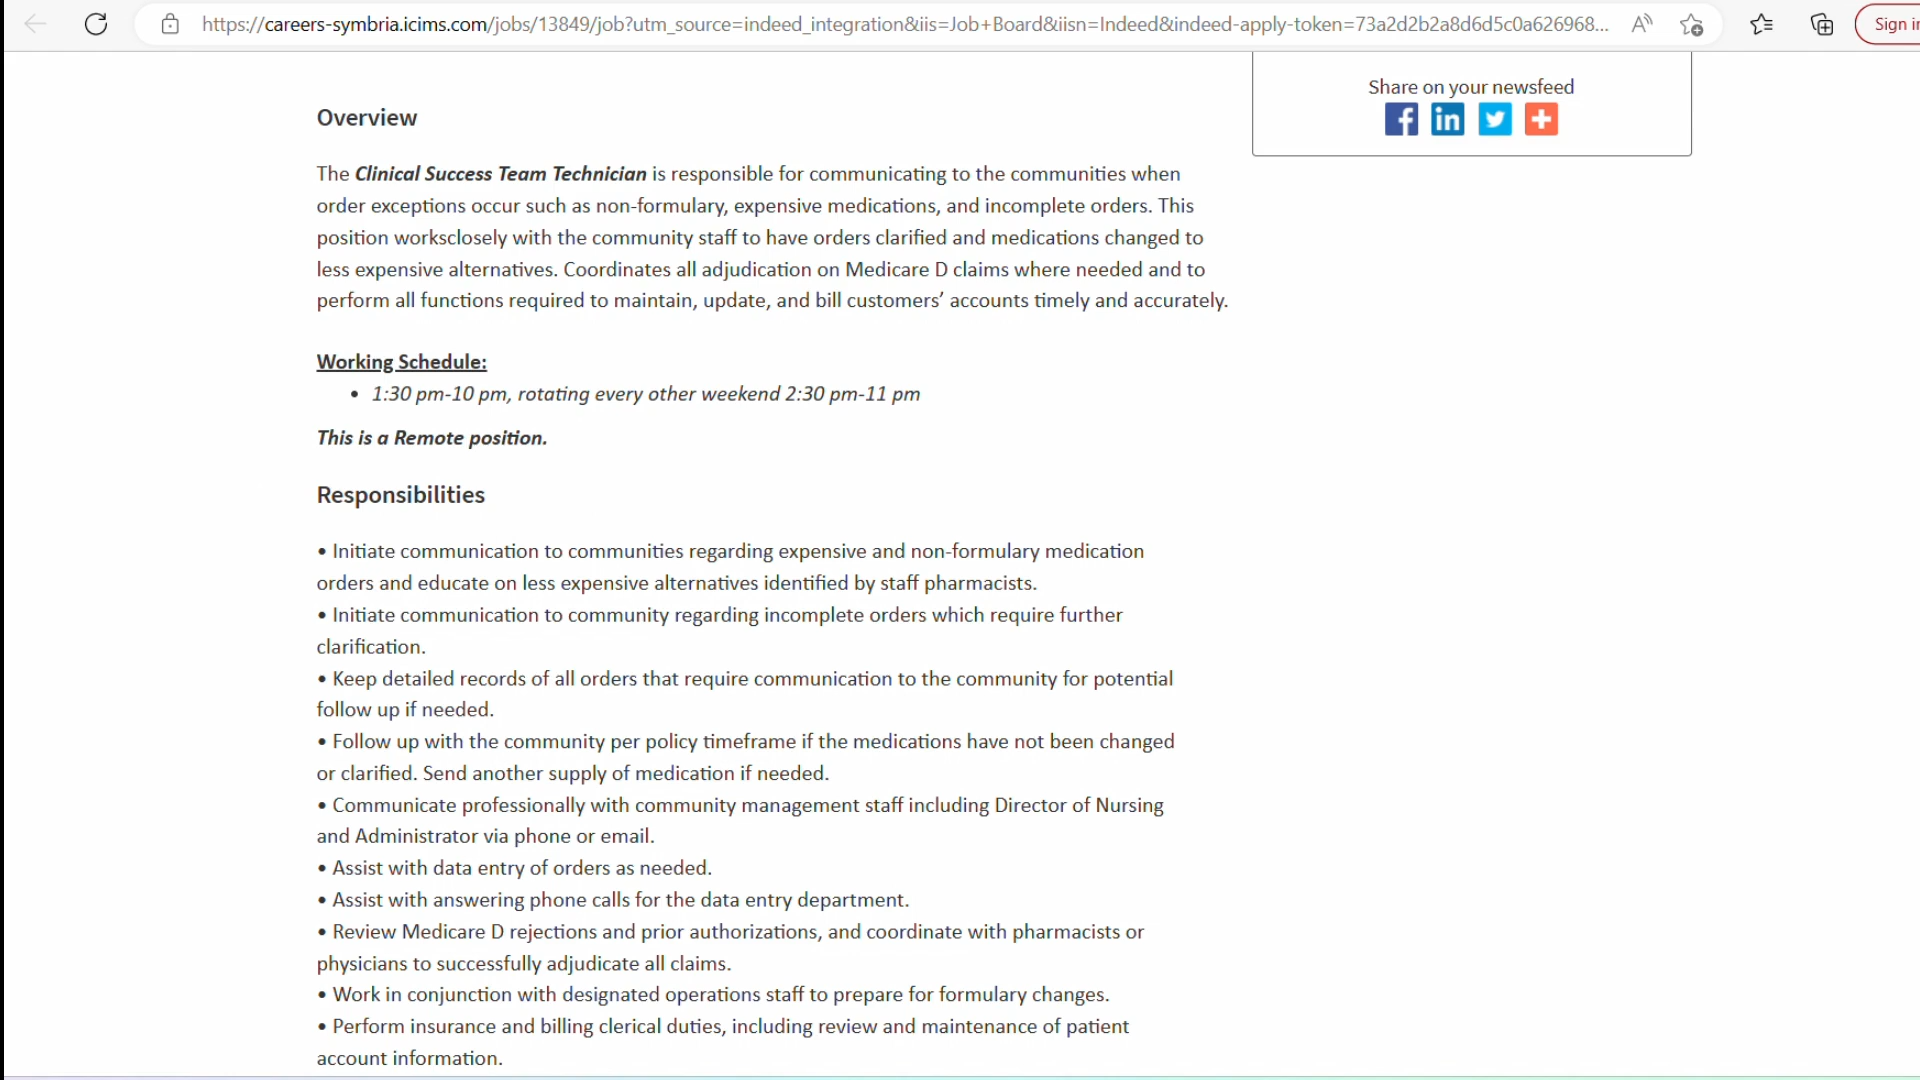 https://careers-symbria.icims.com/jobs/13849/job?utm_source=indeed_integration&iis=Job+Board&iisn=Indeed&indeed-apply-token=73a2d2b2a8d6d5c0a626968...
Sign in
Share on your newsfeed
Overview
The Clinical Success Team Technician is responsible for communicating to the communities when
order exceptions occur such as non-formulary, expensive medications, and incomplete orders. This
position worksclosely with the community staff to have orders clarified and medications changed to
less expensive alternatives. Coordinates all adjudication on Medicare D claims where needed and to
perform all functions required to maintain, update, and bill customers’ accounts timely and accurately.
Working Schedule:
• 1:30 pm-10 pm, rotating every other weekend 2:30 pm-11 pm
This is a Remote position.
Responsibilities
• Initiate communication to communities regarding expensive and non-formulary medication
orders and educate on less expensive alternatives identified by staff pharmacists.
• Initiate communication to community regarding incomplete orders which require further
clarification.
• Keep detailed records of all orders that require communication to the community for potential
follow up if needed.
• Follow up with the community per policy timeframe if the medications have not been changed
or clarified. Send another supply of medication if needed.
• Communicate professionally with community management staff including Director of Nursing
and Administrator via phone or email.
• Assist with data entry of orders as needed.
• Assist with answering phone calls for the data entry department.
• Review Medicare D rejections and prior authorizations, and coordinate with pharmacists or
physicians to successfully adjudicate all claims.
• Work in conjunction with designated operations staff to prepare for formulary changes.
• Perform insurance and billing clerical duties, including review and maintenance of patient
account information.